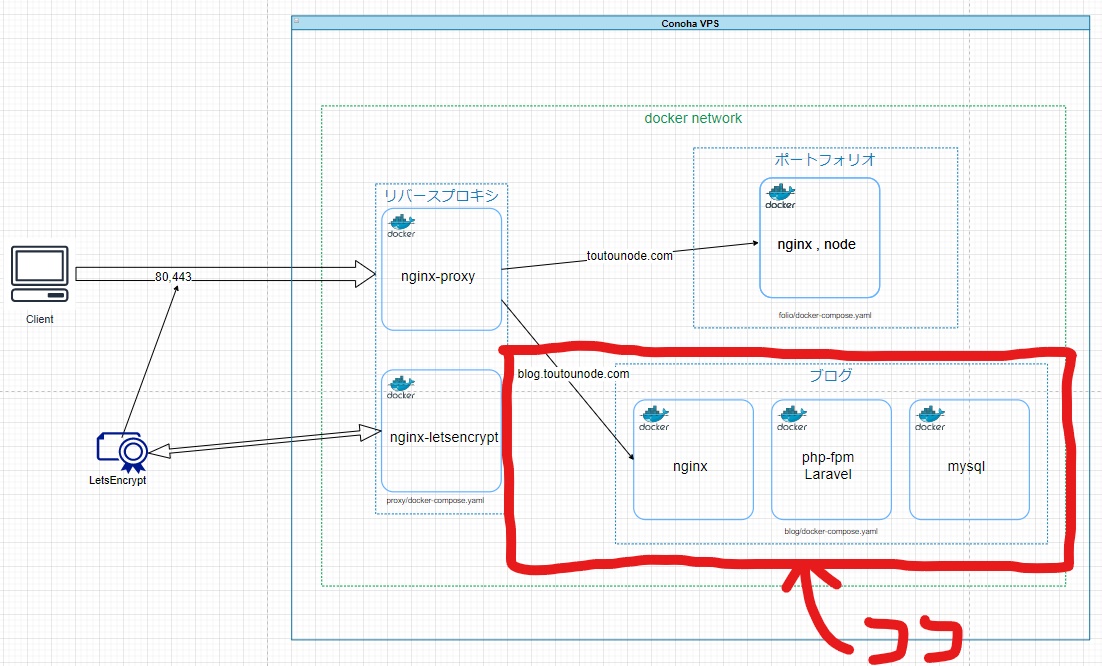 Conoha VPS
docker network
ポートフォリオ
docker
nginx , node
folio/docker-compose.yaml
リバースプロキシ
docker
nginx-proxy
toutounode.com
80,443
Client
blog.toutounode.com
docker
nginx-letsencrypt
proxy/docker-compose.yaml
LetsEncrypt
ブログ
docker
nginx
docker
php-fpm
Laravel
docker
mysql
blog/docker-compose.yaml
ココ